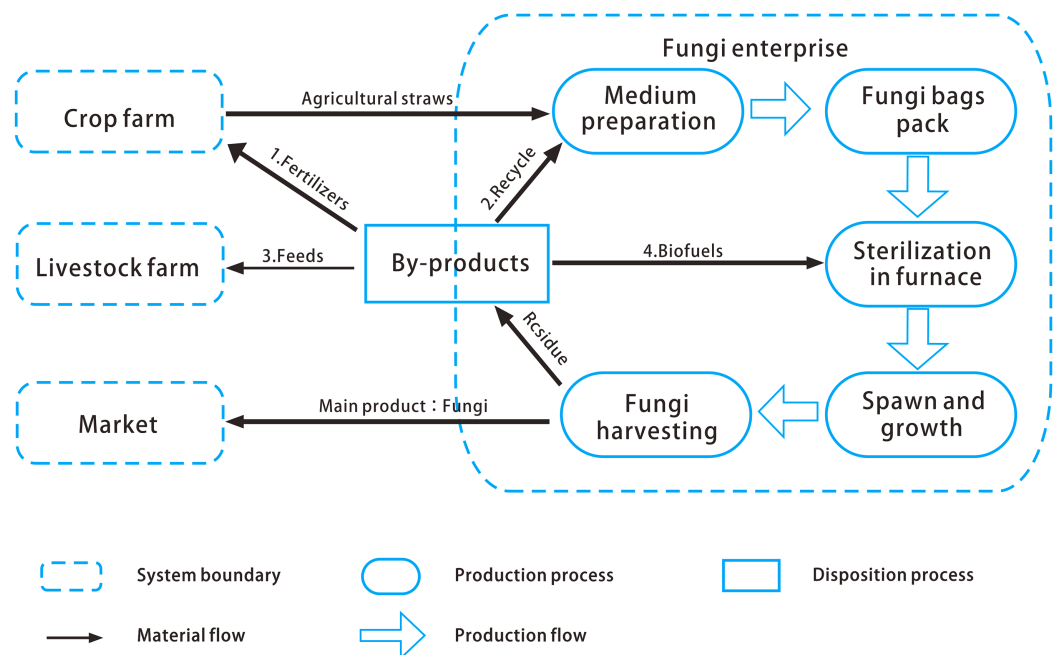 Fungi enterprise
Crop farm
Agricultural straws
Medium
preparation
Fungi bags
pack
1.Fertilizers
2.Recycle
Livestock farm
3.Feeds
By-products
4.Biofuels
Sterilization
in furnace
Rcsidue
Market
Main product：Fungi
Fungi
harvesting
Spawn and
growth
System boundary
Production process
Disposition process
Material flow
Production flow